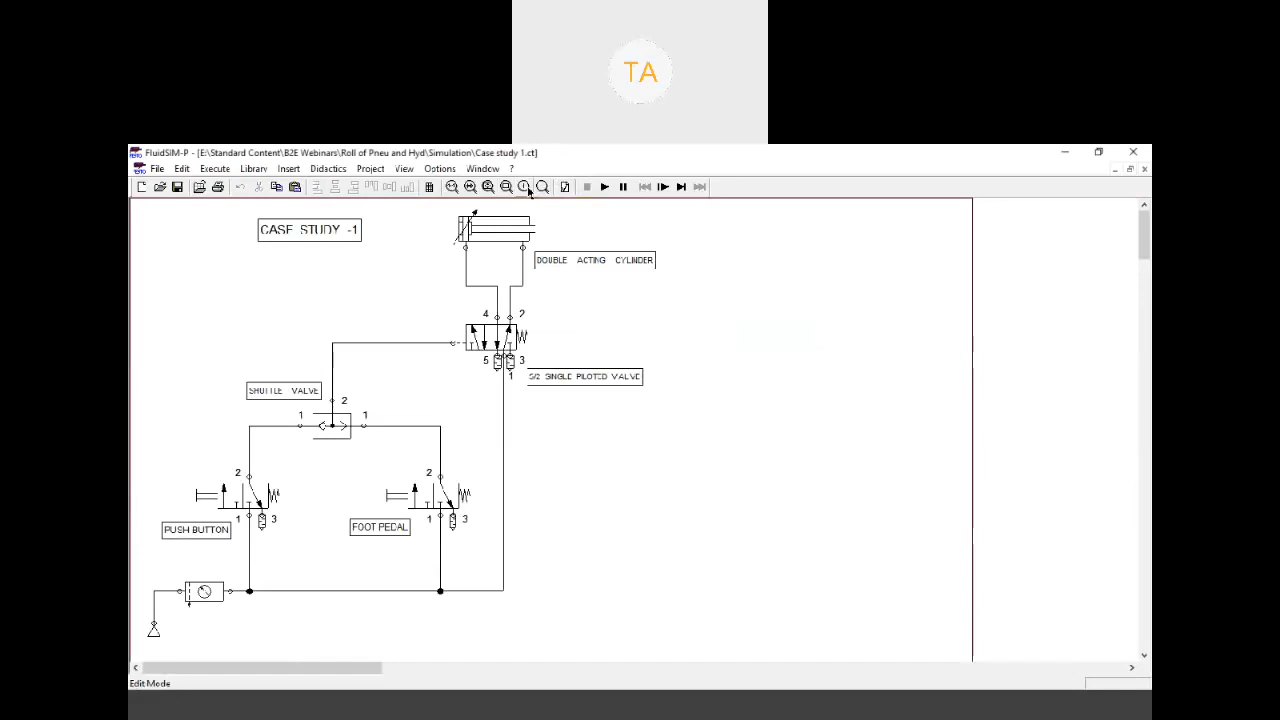 TA
FluidSIM-P - [E:\Standard Content\B2E Webinars\Roll of Pneu and Hyd\Simulation\Case study 1.ct]
File Edit Execute Library Insert Didactics Project View Options Window ?
CASE STUDY -1
DOUBLE ACTING CYLINDER
4 2
5 3
1
5/2 SINGLE PILOTED VALVE
SHUTTLE VALVE
2
1 1
2 2
1 3 1 3
PUSH BUTTON
FOOT PEDAL
Edit Mode